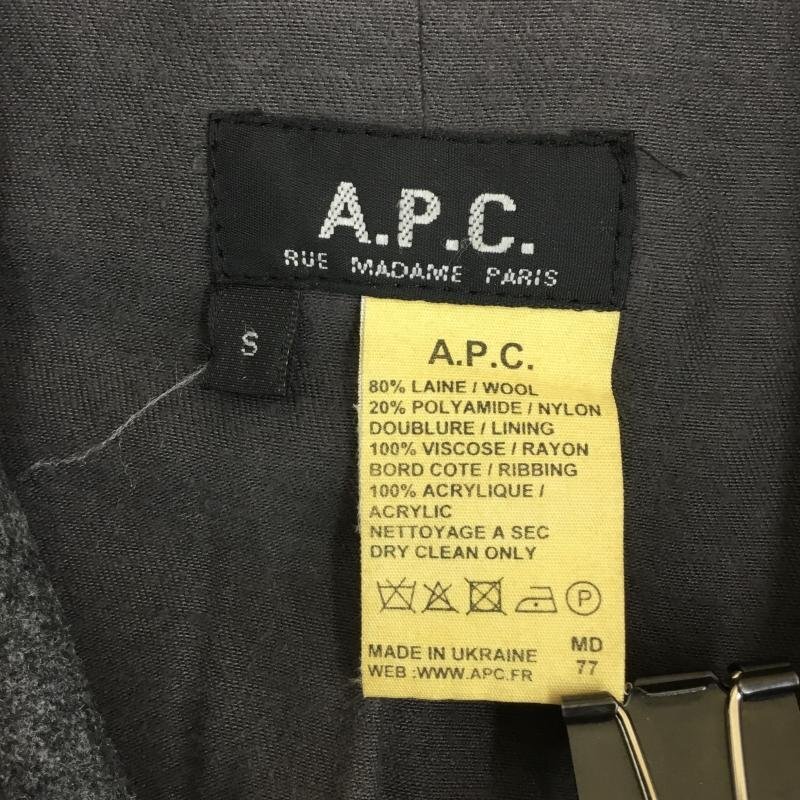 A.P.C.
RUE MADAME PARIS
S
A.P.C.
80% LAINE / WOOL
20% POLYAMIDE / NYLON
DOUBLURE / LINING
100% VISCOSE / RAYON
BORD COTE / RIBBING
100% ACRYLIQUE /
ACRYLIC
NETTOYAGE A SEC
DRY CLEAN ONLY
P
MADE IN UKRAINE MD
WEB :WWW.APC.FR 77